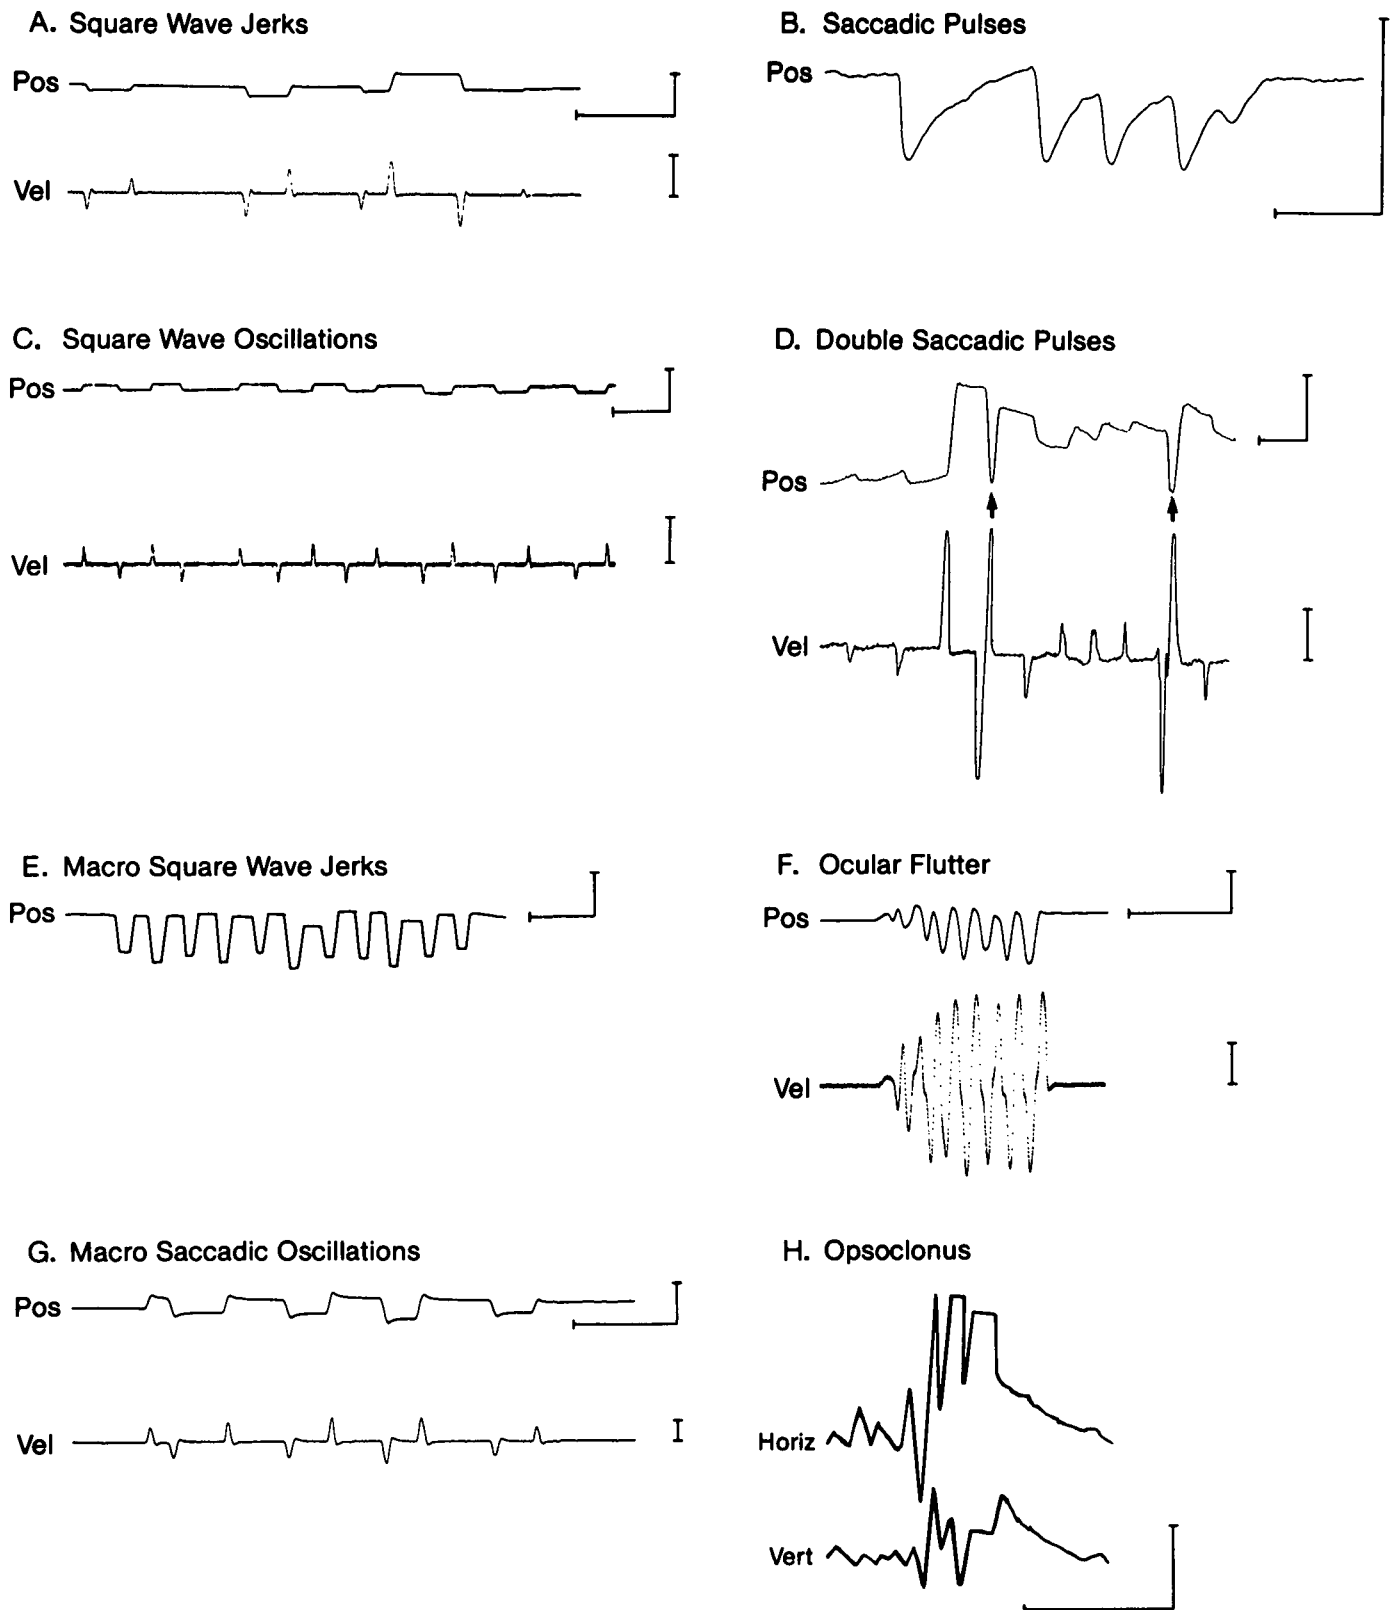 A. Square Wave Jerks
Pos
Vel
B. Saccadic Pulses
Pos
C. Square Wave Oscillations
Pos
Vel
D. Double Saccadic Pulses
Pos
Vel
E. Macro Square Wave Jerks
Pos
F. Ocular Flutter
Pos
Vel
G. Macro Saccadic Oscillations
Pos
Vel
H. Opsoclonus
Horiz
Vert